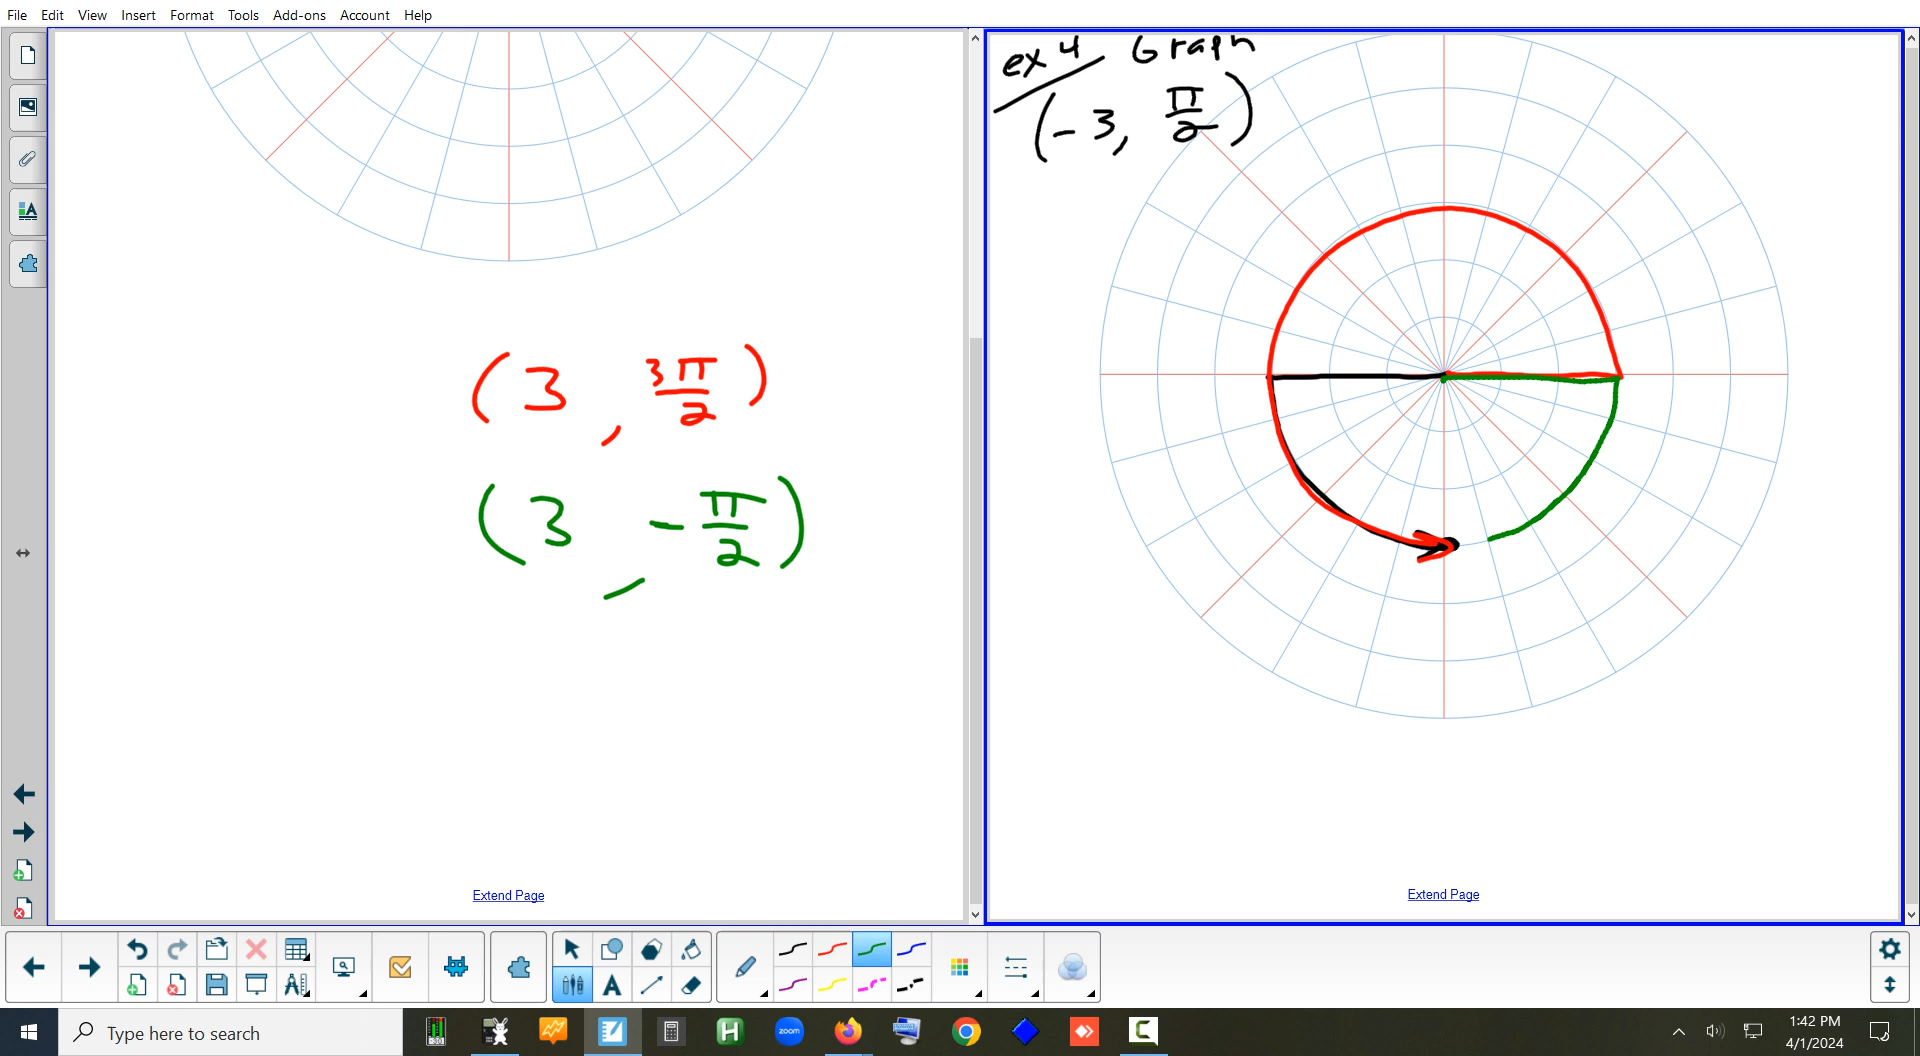 File Edit View Insert Format Tools Add-ons Account Help
(3, 3π/2)
(3, -π/2)
Extend Page
ex 4 Graph
(-3, π/2)
Extend Page
Type here to search
zoom
1:42 PM
4/1/2024